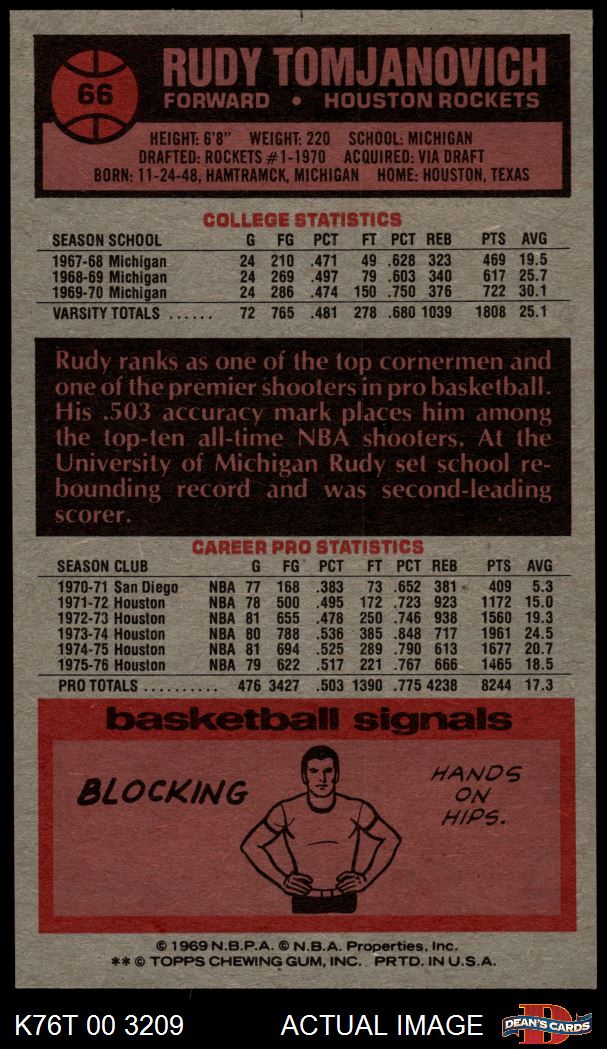 66
RUDY TOMJANOVICH
FORWARD • HOUSTON ROCKETS
HEIGHT: 6'8" WEIGHT: 220 SCHOOL: MICHIGAN
DRAFTED: ROCKETS #1-1970 ACQUIRED: VIA DRAFT
BORN: 11-24-48, HAMTRAMCK, MICHIGAN HOME: HOUSTON, TEXAS
COLLEGE STATISTICS
SEASON SCHOOL G FG PCT FT PCT REB PTS AVG
1967-68 Michigan 24 210 .471 49 .628 323 469 19.5
1968-69 Michigan 24 269 .497 79 .603 340 617 25.7
1969-70 Michigan 24 286 .474 150 .750 376 722 30.1
VARSITY TOTALS ...... 72 765 .481 278 .680 1039 1808 25.1
Rudy ranks as one of the top cornermen and
one of the premier shooters in pro basketball.
His .503 accuracy mark places him among
the top-ten all-time NBA shooters. At the
University of Michigan Rudy set school re-
bounding record and was second-leading
scorer.
CAREER PRO STATISTICS
SEASON CLUB G FG PCT FT PCT REB PTS AVG
1970-71 San Diego NBA 77 168 .383 73 .652 381 409 5.3
1971-72 Houston NBA 78 500 .495 172 .723 923 1172 15.0
1972-73 Houston NBA 81 655 .478 250 .746 938 1560 19.3
1973-74 Houston NBA 80 788 .536 385 .848 717 1961 24.5
1974-75 Houston NBA 81 694 .525 289 .790 613 1677 20.7
1975-76 Houston NBA 79 622 .517 221 .767 666 1465 18.5
PRO TOTALS .......... 476 3427 .503 1390 .775 4238 8244 17.3
basketball signals
BLOCKING
HANDS
ON
HIPS.
© 1969 N.B.P.A. © N.B.A. Properties, Inc.
** © TOPPS CHEWING GUM, INC. PRTD. IN U.S.A.
K76T 00 3209 ACTUAL IMAGE
DEAN'S CARDS